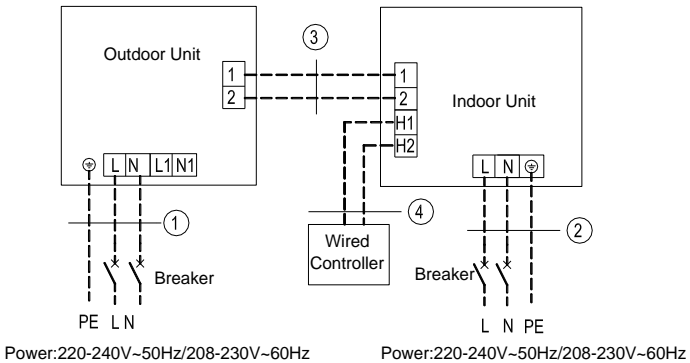 Outdoor Unit
1
2
③
1
2
H1
H2
Indoor Unit
L N L1 N1
L N
①
④
②
Wired
Controller
Breaker
Breaker
PE L N
L N PE
Power:220-240V~50Hz/208-230V~60Hz
Power:220-240V~50Hz/208-230V~60Hz